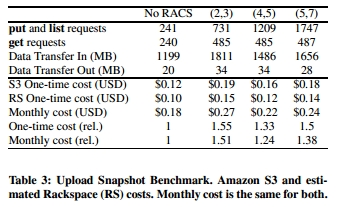 No RACS (2,3) (4,5) (5,7)
put and list requests 241 731 1209 1747
get requests 240 485 485 487
Data Transfer In (MB) 1199 1811 1486 1656
Data Transfer Out (MB) 20 34 34 28
S3 One-time cost (USD) $0.12 $0.19 $0.16 $0.18
RS One-time cost (USD) $0.10 $0.15 $0.12 $0.14
Monthly cost (USD) $0.18 $0.27 $0.22 $0.24
One-time cost (rel.) 1 1.55 1.33 1.5
Monthly cost (rel.) 1 1.51 1.24 1.38
Table 3: Upload Snapshot Benchmark. Amazon S3 and esti-
mated Rackspace (RS) costs. Monthly cost is the same for both.